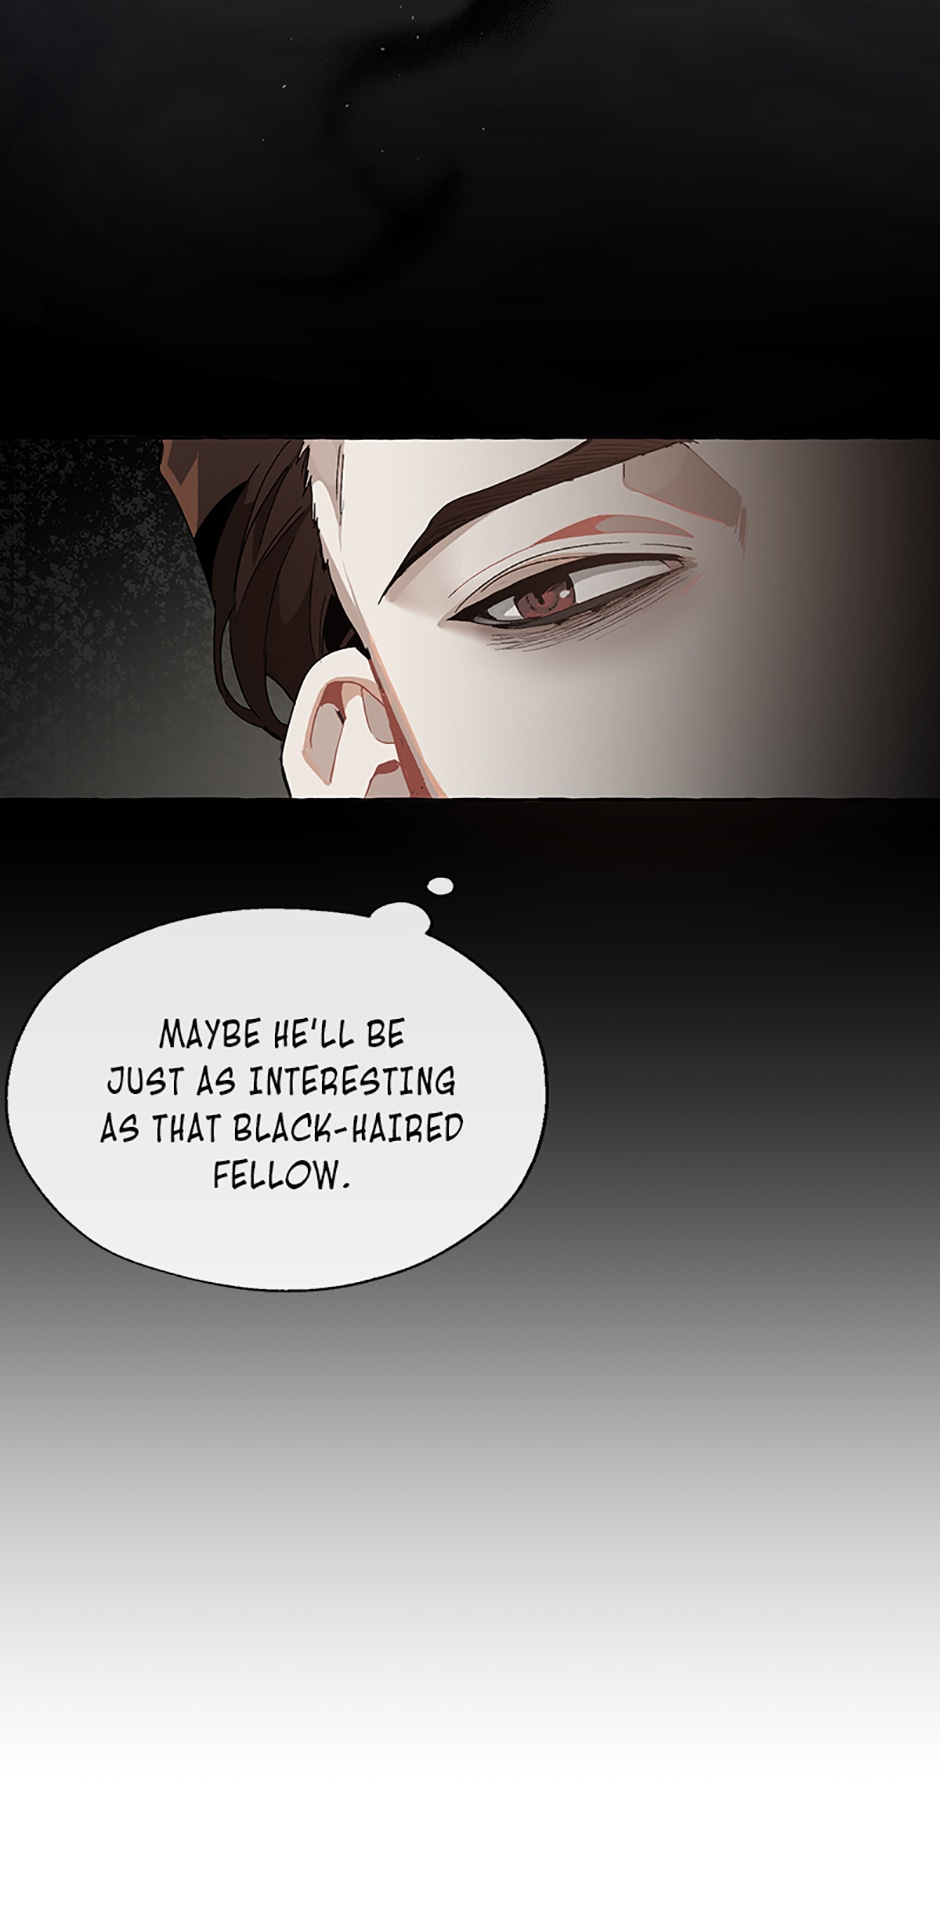 MAYBE HE'LL BE
JUST AS INTERESTING
AS THAT BLACK-HAIRED
FELLOW.